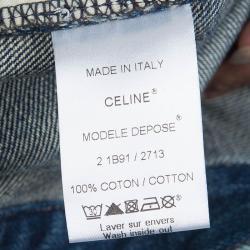 MADE IN ITALY
CELINE®
MODELE DEPOSE®
2 1B91 / 2713
100% COTON / COTTON
Laver sur envers
Wash inside out